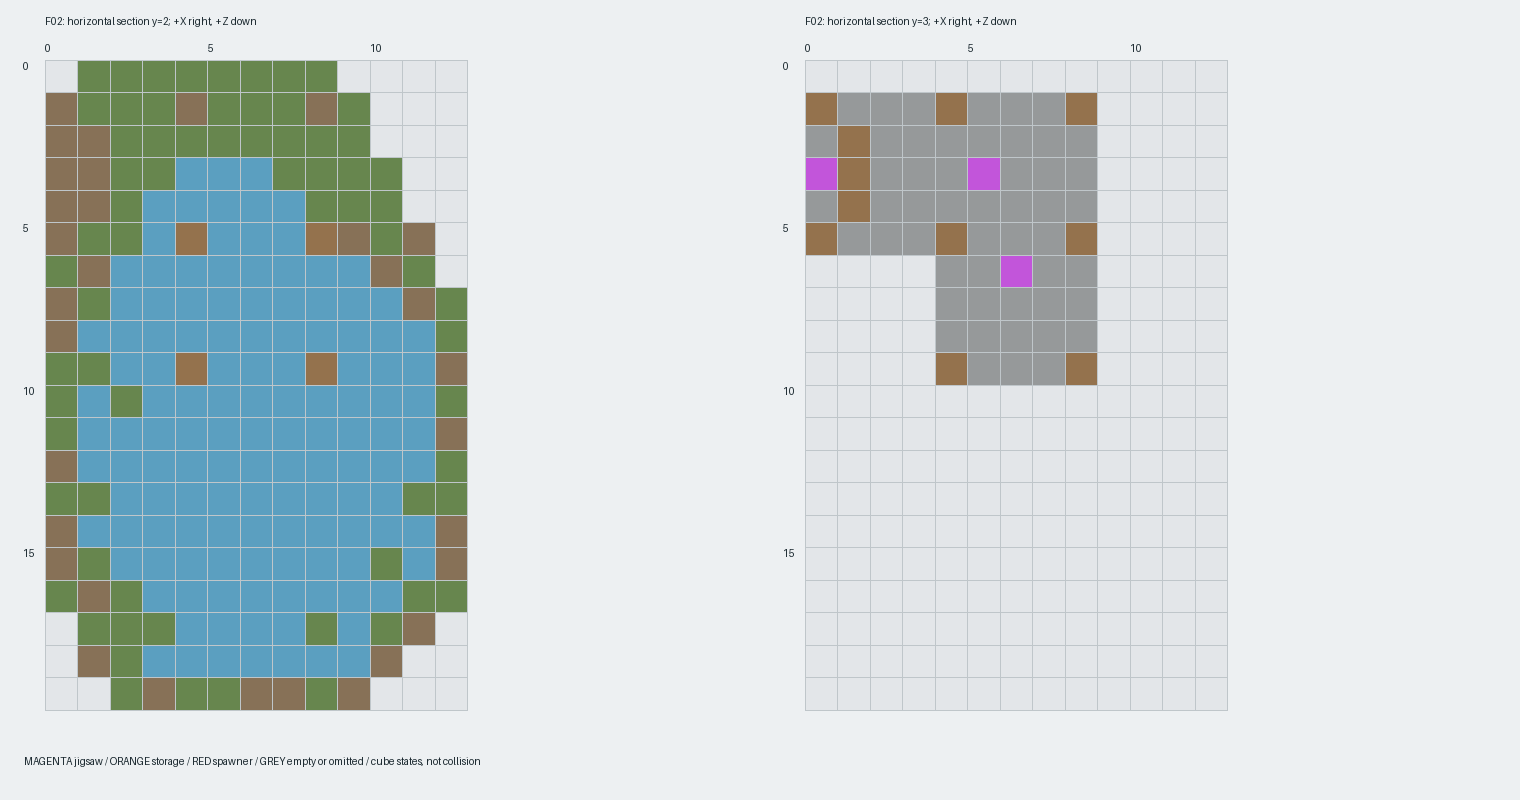 F02: horizontal section y=2; +X right, +Z down
F02: horizontal section y=3; +X right, +Z down
0 5 10
0 5 10
0
0
5
5
10
10
15
15
MAGENTA jigsaw / ORANGE storage / RED spawner / GREY empty or omitted / cube states, not collision